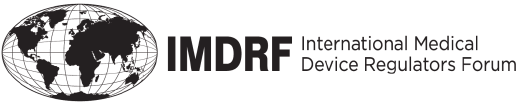 IMDRF
International Medical
Device Regulators Forum